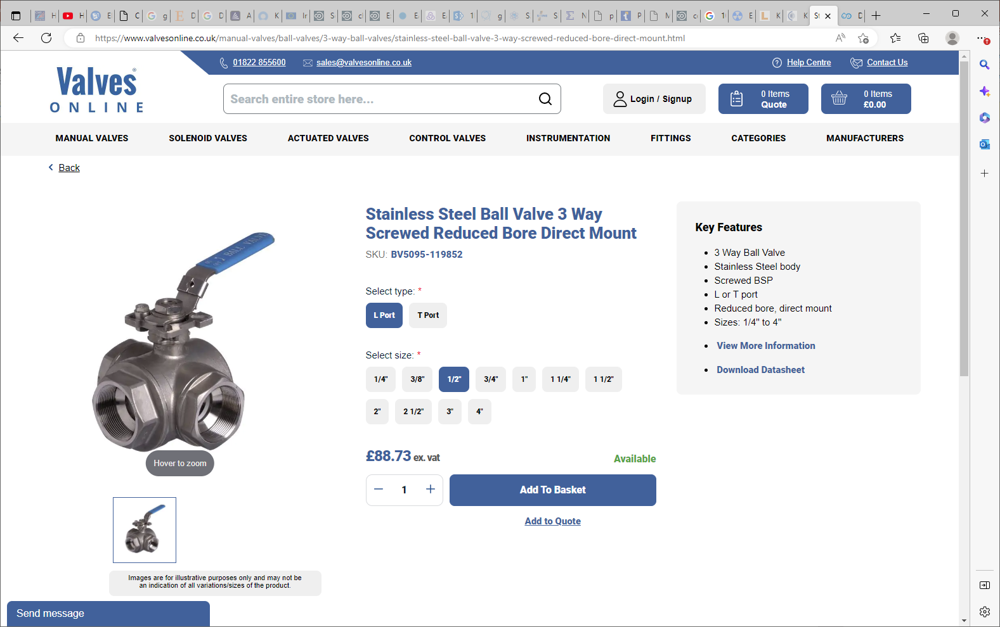 https://www.valvesonline.co.uk/manual-valves/ball-valves/3-way-ball-valves/stainless-steel-ball-valve-3-way-screwed-reduced-bore-direct-mount.html
01822 855600
sales@valvesonline.co.uk
Help Centre
Contact Us
Valves®
ONLINE
Search entire store here...
Login / Signup
0 Items
Quote
0 Items
£0.00
MANUAL VALVES
SOLENOID VALVES
ACTUATED VALVES
CONTROL VALVES
INSTRUMENTATION
FITTINGS
CATEGORIES
MANUFACTURERS
Back
BALL VALVE
Hover to zoom
Images are for illustrative purposes only and may not be
an indication of all variations/sizes of the product.
Stainless Steel Ball Valve 3 Way
Screwed Reduced Bore Direct Mount
SKU: BV5095-119852
Select type: *
L Port
T Port
Select size: *
1/4"
3/8"
1/2"
3/4"
1"
1 1/4"
1 1/2"
2"
2 1/2"
3"
4"
£88.73 ex. vat
Available
1
Add To Basket
Add to Quote
Key Features
3 Way Ball Valve
Stainless Steel body
Screwed BSP
L or T port
Reduced bore, direct mount
Sizes: 1/4" to 4"
View More Information
Download Datasheet
Send message